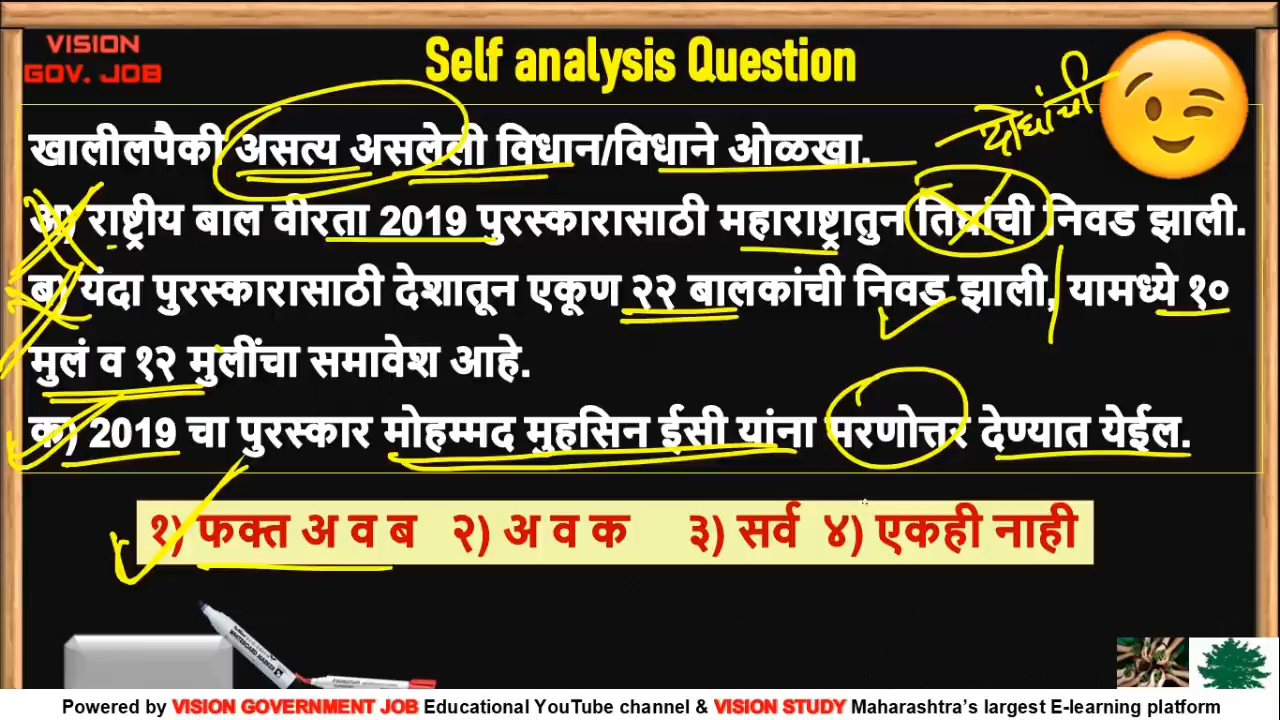 VISION
GOV. JOB
Self analysis Question
दोघांची
खालीलपैकी असत्य असलेली विधान/विधाने ओळखा.
अ) राष्ट्रीय बाल वीरता 2019 पुरस्कारासाठी महाराष्ट्रातुन तिघांची निवड झाली.
ब) यंदा पुरस्कारासाठी देशातून एकूण २२ बालकांची निवड झाली, यामध्ये १०
मुलं व १२ मुलींचा समावेश आहे.
क) 2019 चा पुरस्कार मोहम्मद मुहसिन ईसी यांना मरणोत्तर देण्यात येईल.
१) फक्त अ व ब २) अ व क ३) सर्व ४) एकही नाही
Powered by VISION GOVERNMENT JOB Educational YouTube channel & VISION STUDY Maharashtra's largest E-learning platform